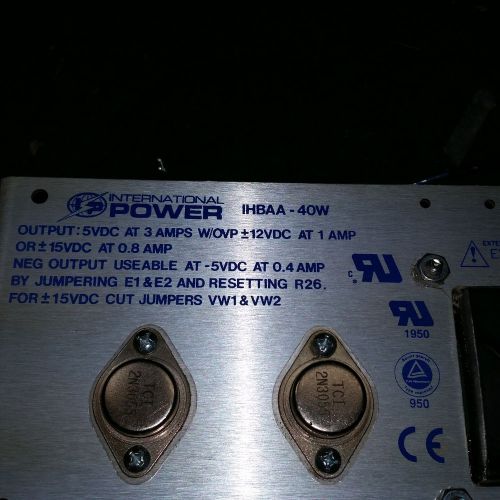 INTERNATIONAL
POWER
IHBAA - 40W
OUTPUT: 5VDC AT 3 AMPS W/OVP ±12VDC AT 1 AMP
OR ± 15VDC AT 0.8 AMP
NEG OUTPUT USEABLE AT -5VDC AT 0.4 AMP
BY JUMPERING E1 & E2 AND RESETTING R26.
FOR ± 15VDC CUT JUMPERS VW1 & VW2
TCI
2N3055
TCI
2N3055
c RU
RU
1950
950
CE